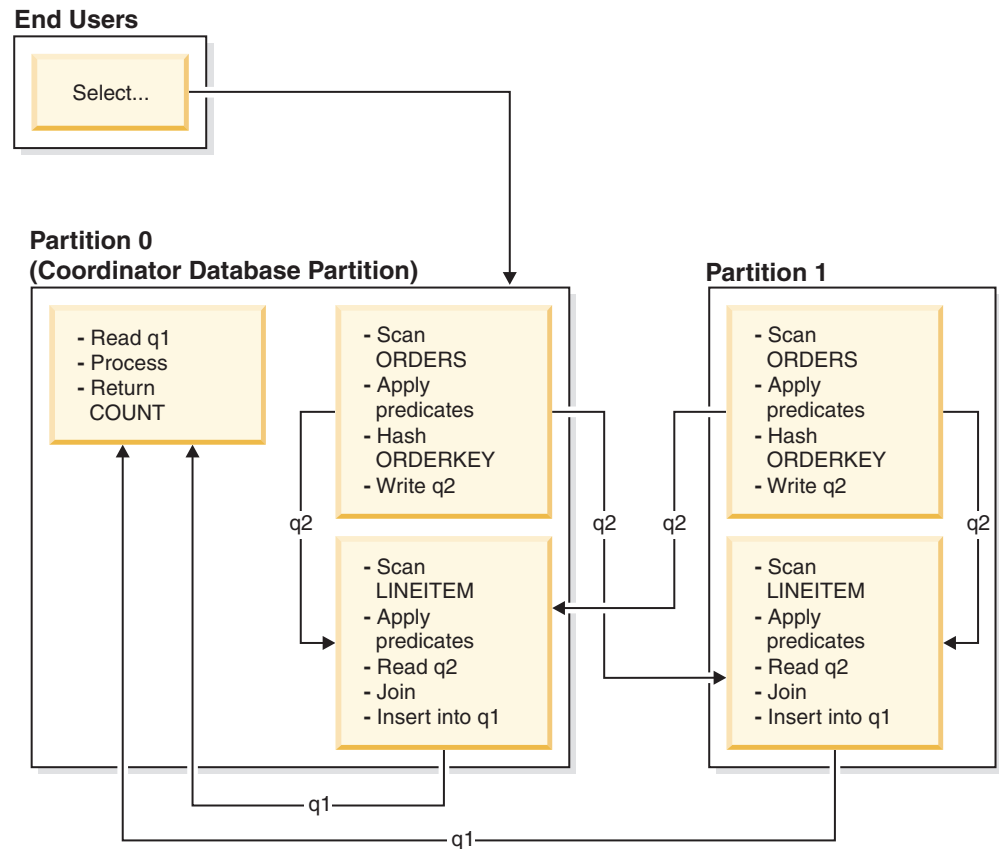 End Users
Select...
Partition 0
(Coordinator Database Partition)
- Read q1
- Process
- Return
COUNT
- Scan
ORDERS
- Apply
predicates
- Hash
ORDERKEY
- Write q2
Partition 1
- Scan
ORDERS
- Apply
predicates
- Hash
ORDERKEY
- Write q2
q2
q2
q2
q2
- Scan
LINEITEM
- Apply
predicates
- Read q2
- Join
- Insert into q1
- Scan
LINEITEM
- Apply
predicates
- Read q2
- Join
- Insert into q1
q1
q1